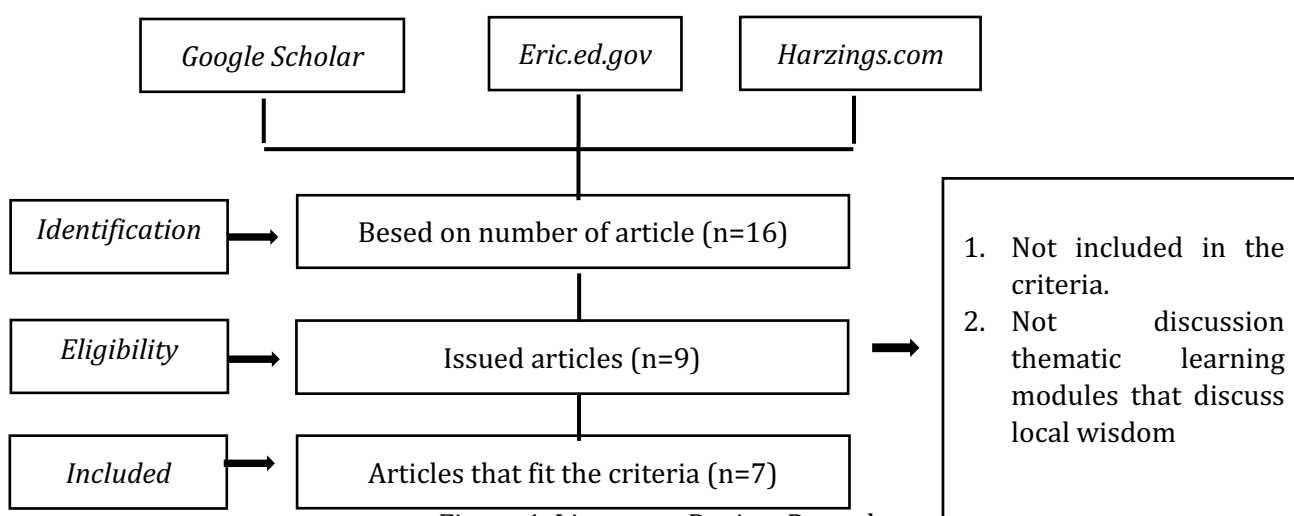 Google Scholar
Eric.ed.gov
Harzings.com
Identification
Besed on number of article (n=16)
Eligibility
Issued articles (n=9)
Included
Articles that fit the criteria (n=7)
1. Not included in the
criteria.
2. Not discussion
thematic learning
modules that discuss
local wisdom